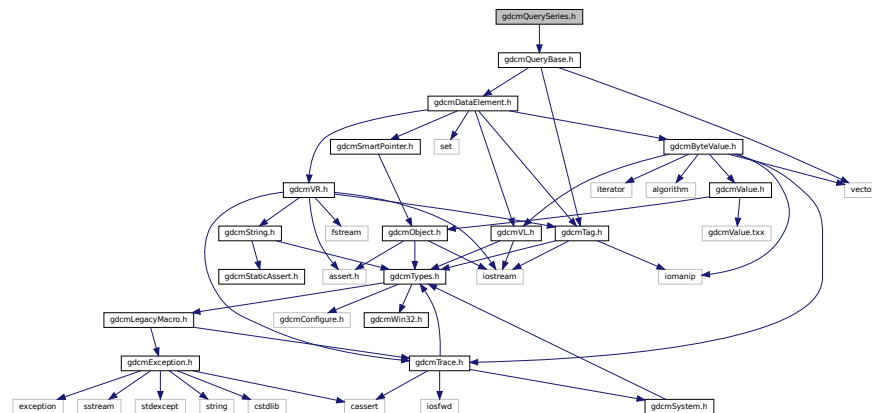 gdcmQuerySeries.h
gdcmQueryBase.h
gdcmDataElement.h
gdcmSmartPointer.h
set
gdcmByteValue.h
gdcmVR.h
iterator
algorithm
gdcmValue.h
vector
gdcmString.h
fstream
gdcmObject.h
gdcmVL.h
gdcmTag.h
gdcmValue.txx
gdcmStaticAssert.h
assert.h
gdcmTypes.h
iostream
iomanip
gdcmLegacyMacro.h
gdcmConfigure.h
gdcmWin32.h
gdcmException.h
gdcmTrace.h
exception
sstream
stdexcept
string
cstdlib
cassert
iosfwd
gdcmSystem.h